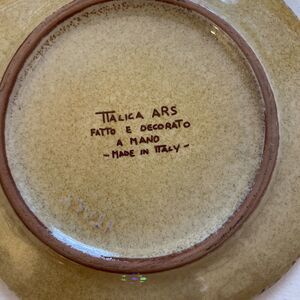 ITALICA ARS
FATTO E DECORATO
A MANO
- MADE IN ITALY -